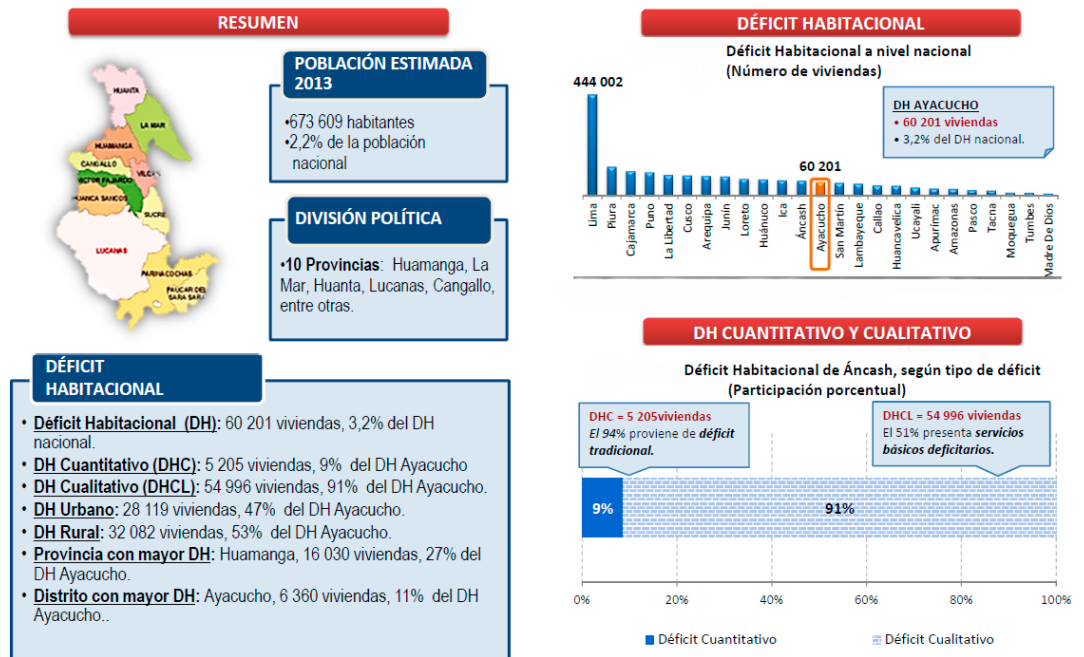 RESUMEN
HUANTA
LA MAR
HUAMANGA
CANGALLO
VILCAS
VICTOR FAJARDO
HUANCA SANCOS
SUCRE
LUCANAS
PARINACOCHAS
PAUCAR DEL
SARA SARA
POBLACIÓN ESTIMADA
2013
•673 609 habitantes
•2,2% de la población
nacional
DIVISIÓN POLÍTICA
•10 Provincias: Huamanga, La
Mar, Huanta, Lucanas, Cangallo,
entre otras.
DÉFICIT
HABITACIONAL
• Déficit Habitacional (DH): 60 201 viviendas, 3,2% del DH
nacional.
• DH Cuantitativo (DHC): 5 205 viviendas, 9% del DH Ayacucho
• DH Cualitativo (DHCL): 54 996 viviendas, 91% del DH Ayacucho.
• DH Urbano: 28 119 viviendas, 47% del DH Ayacucho.
• DH Rural: 32 082 viviendas, 53% del DH Ayacucho.
• Provincia con mayor DH: Huamanga, 16 030 viviendas, 27% del
DH Ayacucho.
• Distrito con mayor DH: Ayacucho, 6 360 viviendas, 11% del DH
Ayacucho..
DÉFICIT HABITACIONAL
Déficit Habitacional a nivel nacional
(Número de viviendas)
444 002
DH AYACUCHO
• 60 201 viviendas
• 3,2% del DH nacional.
60 201
Lima
Piura
Cajamarca
Puno
La Libertad
Cusco
Arequipa
Junín
Loreto
Huánuco
Ica
Áncash
Ayacucho
San Martín
Lambayeque
Callao
Huancavelica
Ucayali
Apurimac
Amazonas
Pasco
Tacna
Moquegua
Tumbes
Madre De Dios
DH CUANTITATIVO Y CUALITATIVO
Déficit Habitacional de Áncash, según tipo de déficit
(Participación porcentual)
DHC = 5 205viviendas
El 94% proviene de déficit
tradicional.
DHCL = 54 996 viviendas
El 51% presenta servicios
básicos deficitarios.
9%
91%
0%
20%
40%
60%
80%
100%
Déficit Cuantitativo
Déficit Cualitativo